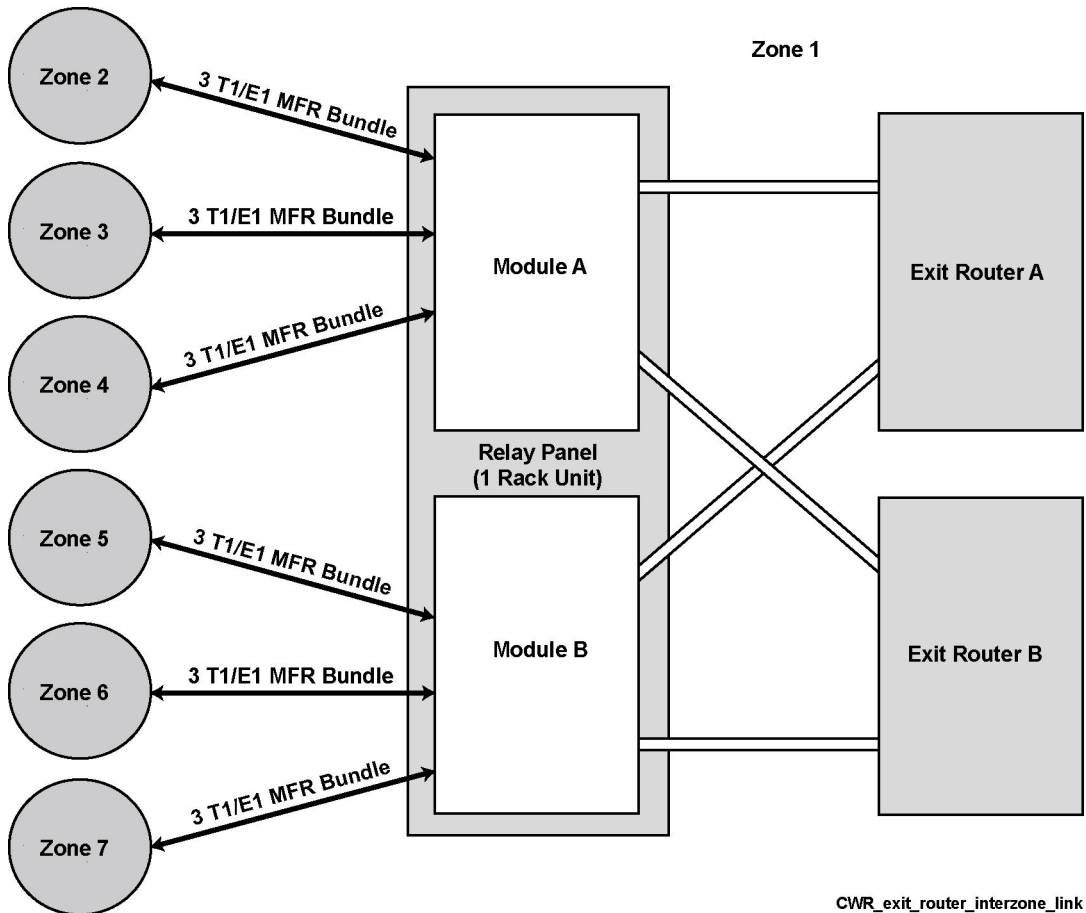 Zone 1
Zone 2
3 T1/E1 MFR Bundle
Zone 3
3 T1/E1 MFR Bundle
Module A
Exit Router A
Zone 4
3 T1/E1 MFR Bundle
Relay Panel
(1 Rack Unit)
Zone 5
3 T1/E1 MFR Bundle
Zone 6
3 T1/E1 MFR Bundle
Module B
Exit Router B
Zone 7
3 T1/E1 MFR Bundle
CWR_exit_router_interzone_link